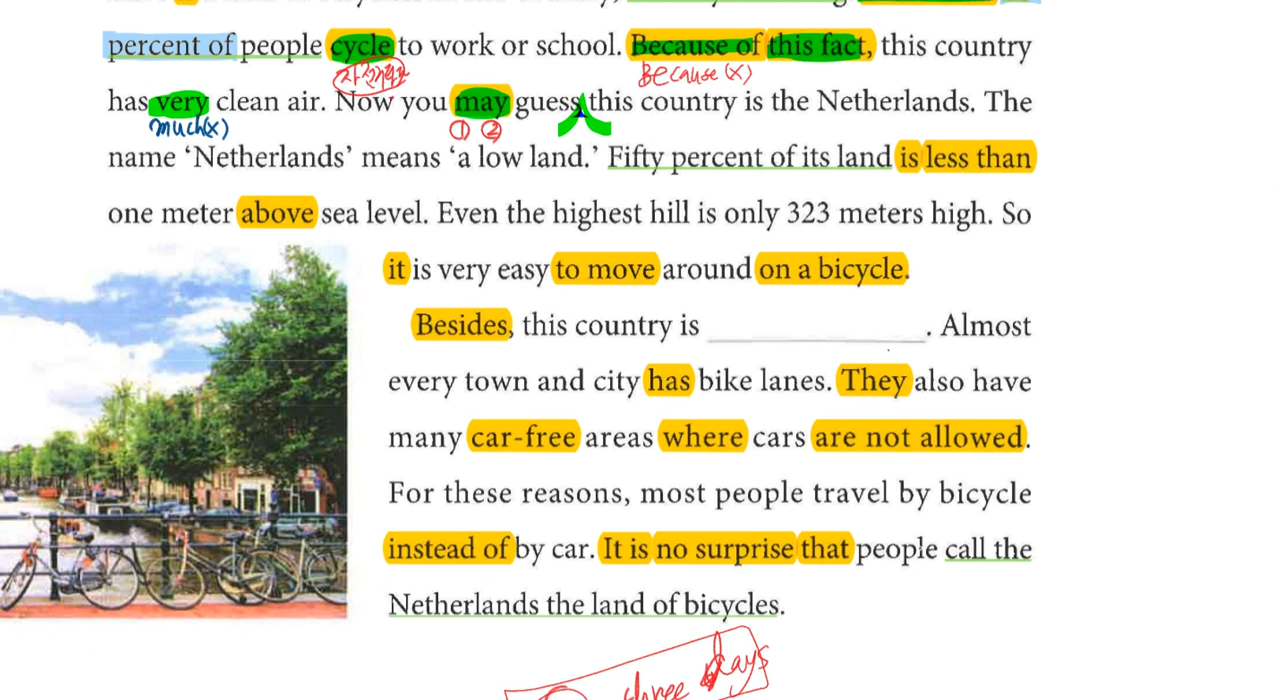 percent of people cycle to work or school. Because of this fact, this country
자전거타다
because (x)
has very clean air. Now you may guess this country is the Netherlands. The
much(x)
① ②
name ‘Netherlands’ means ‘a low land.’ Fifty percent of its land is less than
one meter above sea level. Even the highest hill is only 323 meters high. So
it is very easy to move around on a bicycle.
Besides, this country is ____________ . Almost
every town and city has bike lanes. They also have
many car-free areas where cars are not allowed.
For these reasons, most people travel by bicycle
instead of by car. It is no surprise that people call the
Netherlands the land of bicycles.
three days